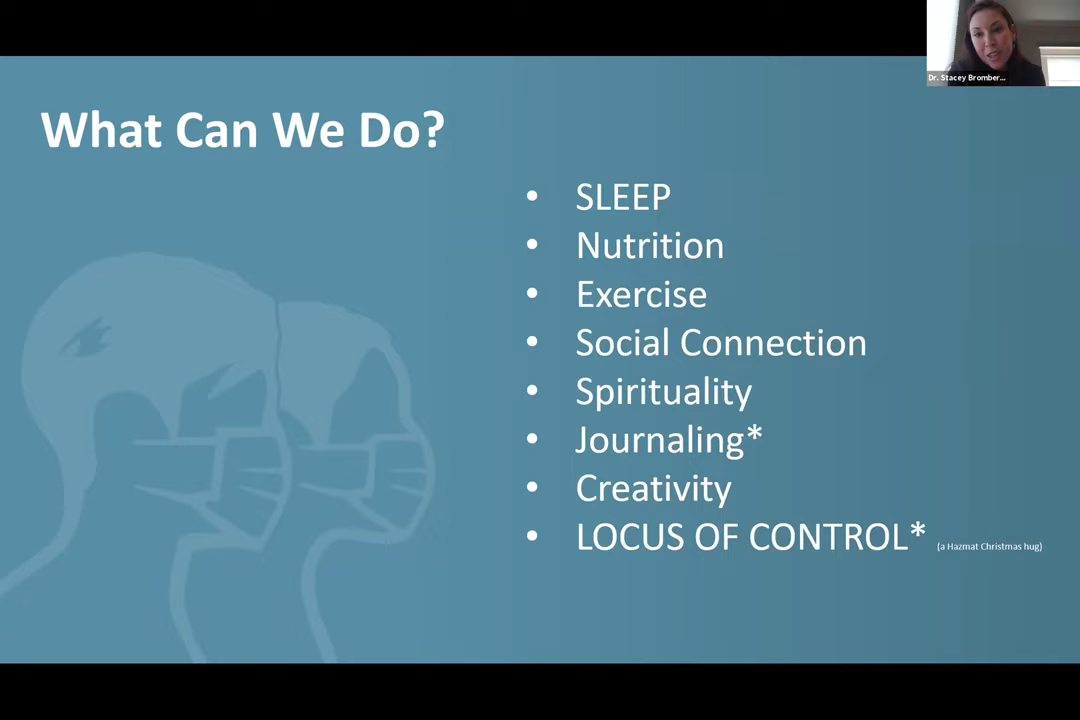 Dr. Stacey Bromber...
What Can We Do?
• SLEEP
• Nutrition
• Exercise
• Social Connection
• Spirituality
• Journaling*
• Creativity
• LOCUS OF CONTROL* (a Hazmat Christmas hug)